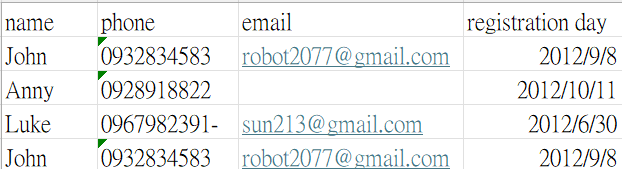 name phone email registration day
John 0932834583 robot2077@gmail.com 2012/9/8
Anny 0928918822 2012/10/11
Luke 0967982391- sun213@gmail.com 2012/6/30
John 0932834583 robot2077@gmail.com 2012/9/8